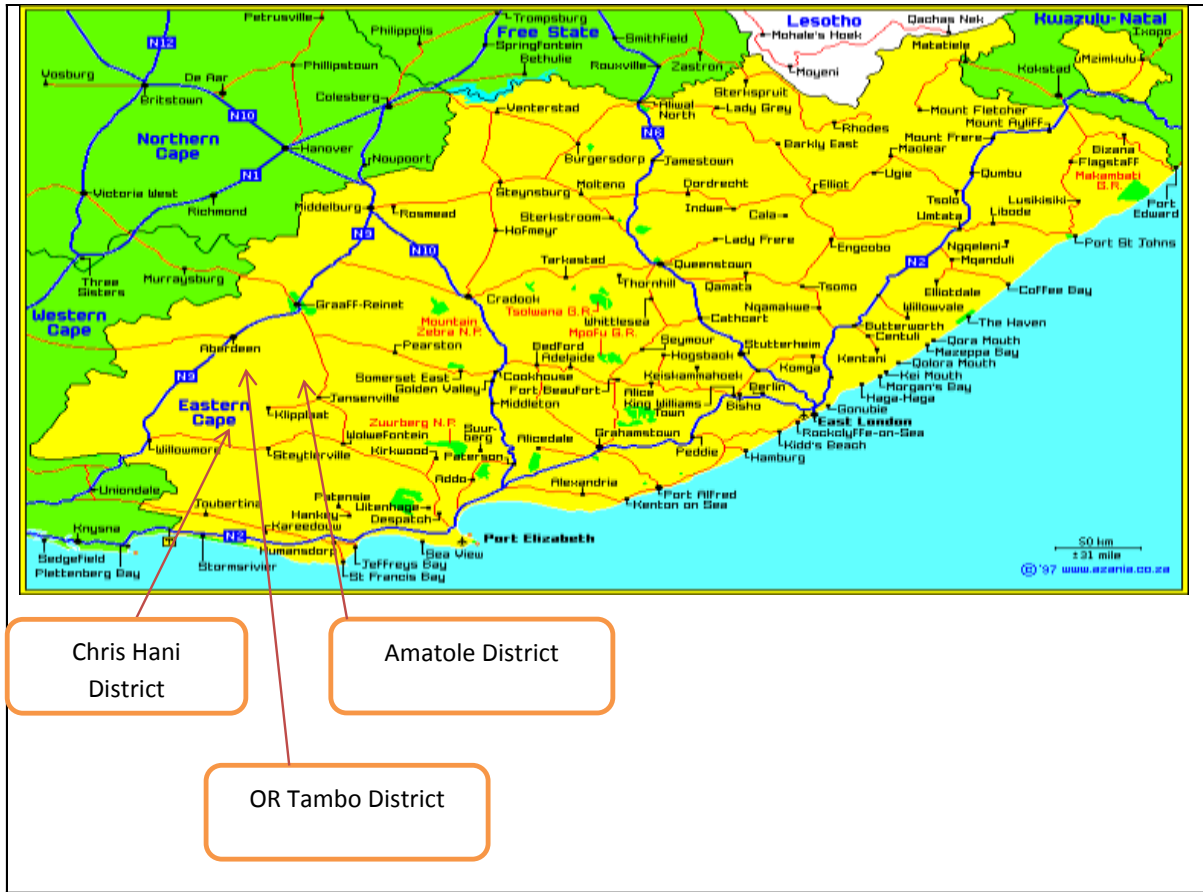 Petrusville
Philippolis
Trompsburg
Free State
Springfontein
Bethulie
Smithfield
Rouxville
Zastron
Lesotho
Mohale's Hoek
Moyeni
Qachas Nek
Kwazulu-Natal
Ixopo
Matatiele
Umzimkulu
Kokstad
N12
Vosburg
De Aar
Britstown
Phillipstown
Colesberg
N10
Northern
Cape
Hanover
Noupoort
N1
Victoria West
Richmond
Venterstad
Aliwal
North
Sterkspruit
Lady Grey
Rhodes
Mount Fletcher
Mount Ayliff
Mount Frere
Maclear
Barkly East
N6
Burgersdorp
Jamestown
Bizana
Flagstaff
Makambati
G.R.
Port
Edward
Ugie
Qumbu
Steynsburg
Molteno
Dordrecht
Elliot
Tsolo
Lusikisiki
Middelburg
Rosmead
Sterkstroom
Indwe
Cala
Umtata
Libode
N9
N10
Hofmeyr
Lady Frere
Engcobo
Ngqeleni
Mqanduli
Port St Johns
Three
Sisters
Murraysburg
Tarkastad
Queenstown
N2
Thornhill
Qamata
Tsomo
Elliotdale
Coffee Bay
Western
Cape
Graaff-Reinet
Cradock
Tsolwana G.R.
Whittlesea
Nqamakwe
Willowvale
Mountain
Zebra N.P.
Mpofu G.R.
Cathcart
Butterworth
Centuli
The Haven
Aberdeen
Pearston
Bedford
Adelaide
Seymour
Hogsback
Stutterheim
Kentani
Qora Mouth
Mazeppa Bay
Qolora Mouth
Kei Mouth
Morgan's Bay
Haga-Haga
N9
Somerset East
Golden Valley
Cookhouse
Fort Beaufort
Keiskammahoek
Alice
King Williams
Town
Berlin
Bisho
Komga
Eastern
Cape
Klipplaat
Jansenville
Middleton
Gonubie
East London
Rockclyffe-on-Sea
Kidd's Beach
Hamburg
Zuurberg N.P.
Suur-
berg
Willowmore
Steytlerville
Wolwefontein
Kirkwood
Paterson
Alicedale
Grahamstown
Peddie
Addo
Alexandria
Port Alfred
Kenton on Sea
Uniondale
Joubertina
Patensie
Hankey
Uitenhage
Despatch
Kareedouw
Knysna
Sedgefield
Plettenberg Bay
N2
Stormsrivier
Humansdorp
Jeffreys Bay
St Francis Bay
Sea View
Port Elizabeth
50 km
±31 mile
©'97 www.azania.co.za
Chris Hani
District
Amatole District
OR Tambo District